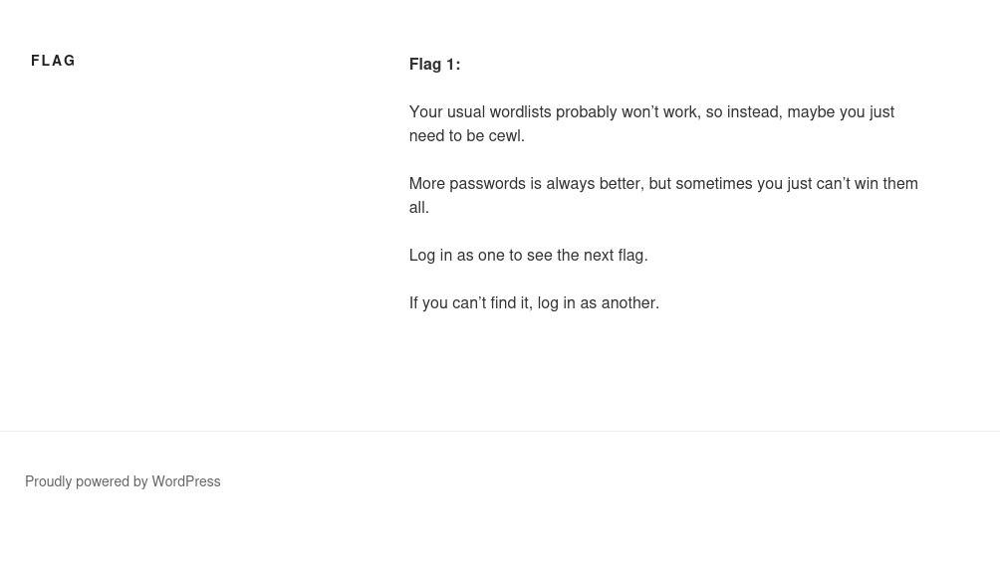 FLAG
Flag 1:
Your usual wordlists probably won’t work, so instead, maybe you just
need to be cewl.
More passwords is always better, but sometimes you just can’t win them
all.
Log in as one to see the next flag.
If you can’t find it, log in as another.
Proudly powered by WordPress